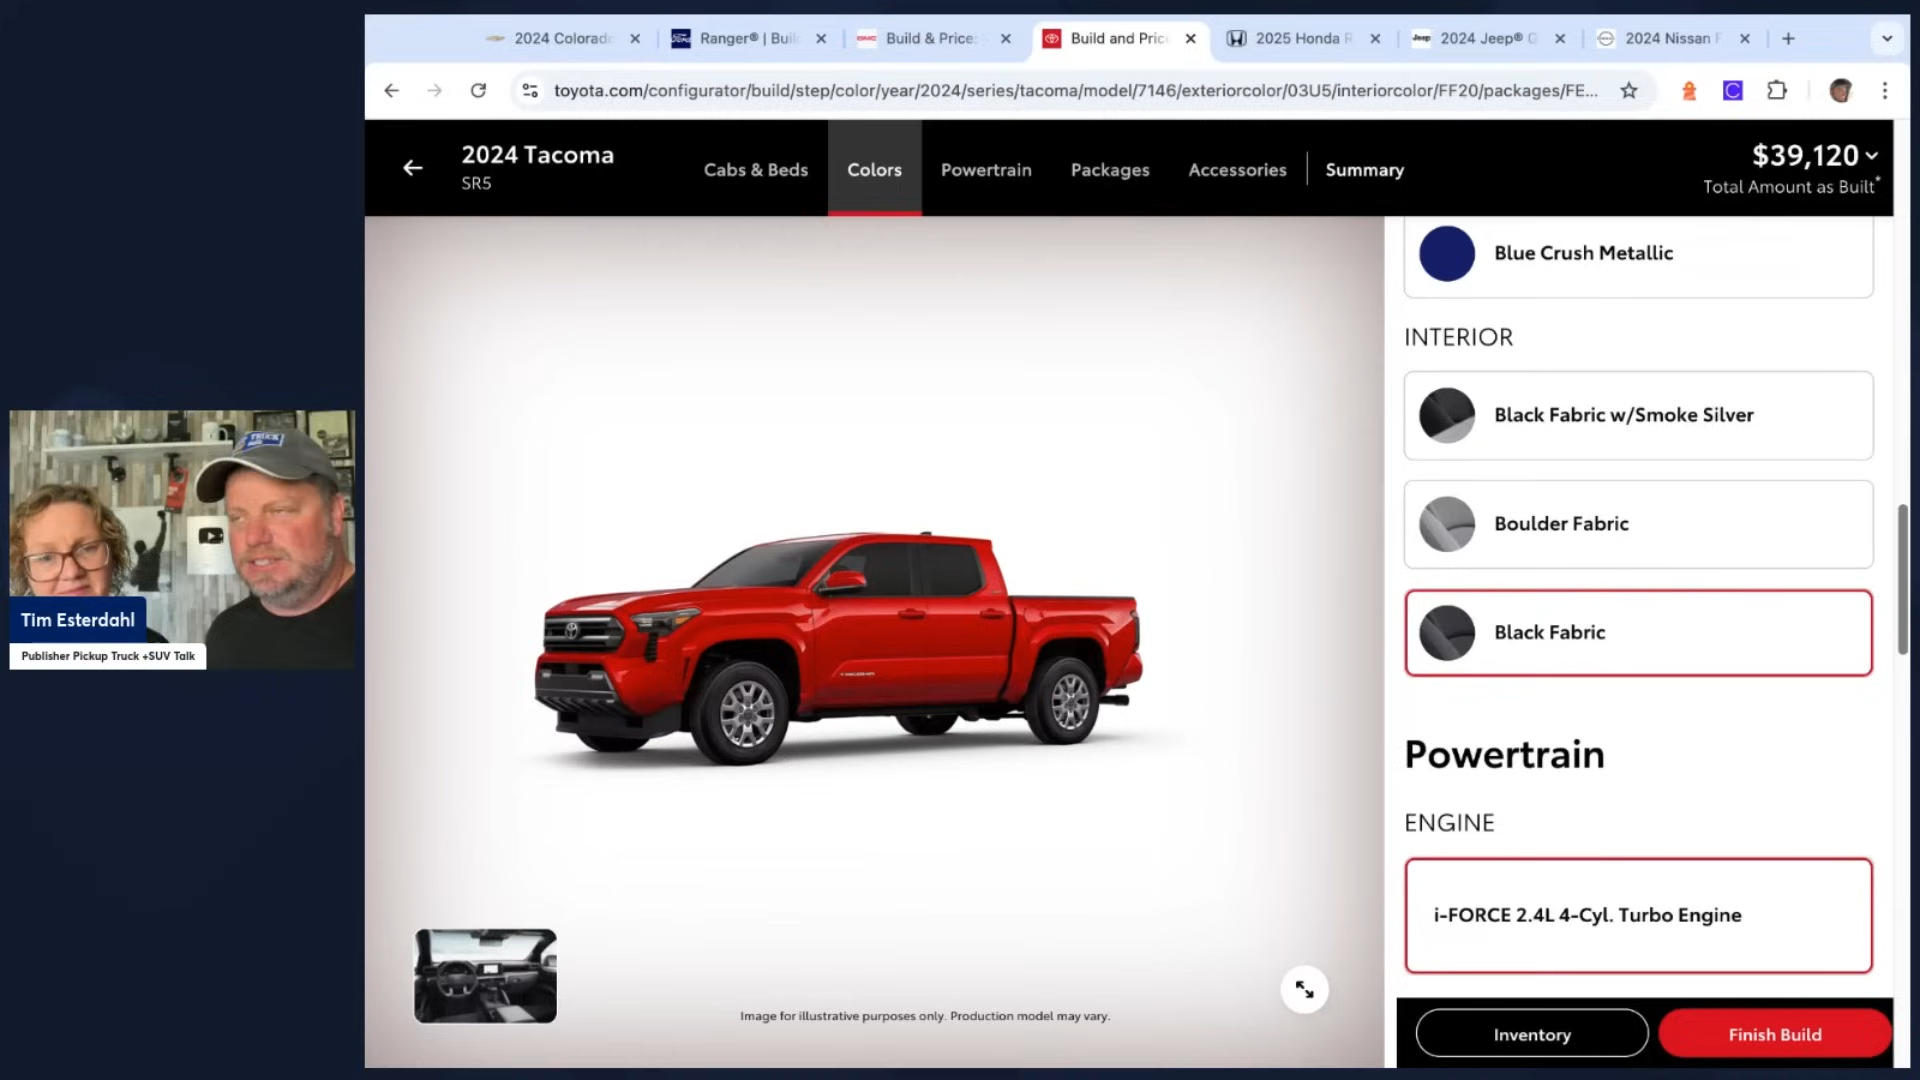 2024 Colorado
Ranger® | Buil
GMC
Build & Price:
Build and Pric
2025 Honda R
Jeep
2024 Jeep® G
2024 Nissan F
toyota.com/configurator/build/step/color/year/2024/series/tacoma/model/7146/exteriorcolor/03U5/interiorcolor/FF20/packages/FE...
2024 Tacoma
SR5
Cabs & Beds
Colors
Powertrain
Packages
Accessories
Summary
$39,120
Total Amount as Built*
Blue Crush Metallic
INTERIOR
Black Fabric w/Smoke Silver
Boulder Fabric
Black Fabric
Powertrain
ENGINE
i-FORCE 2.4L 4-Cyl. Turbo Engine
Inventory
Finish Build
Image for illustrative purposes only. Production model may vary.
TRUCK
Tim Esterdahl
Publisher Pickup Truck +SUV Talk